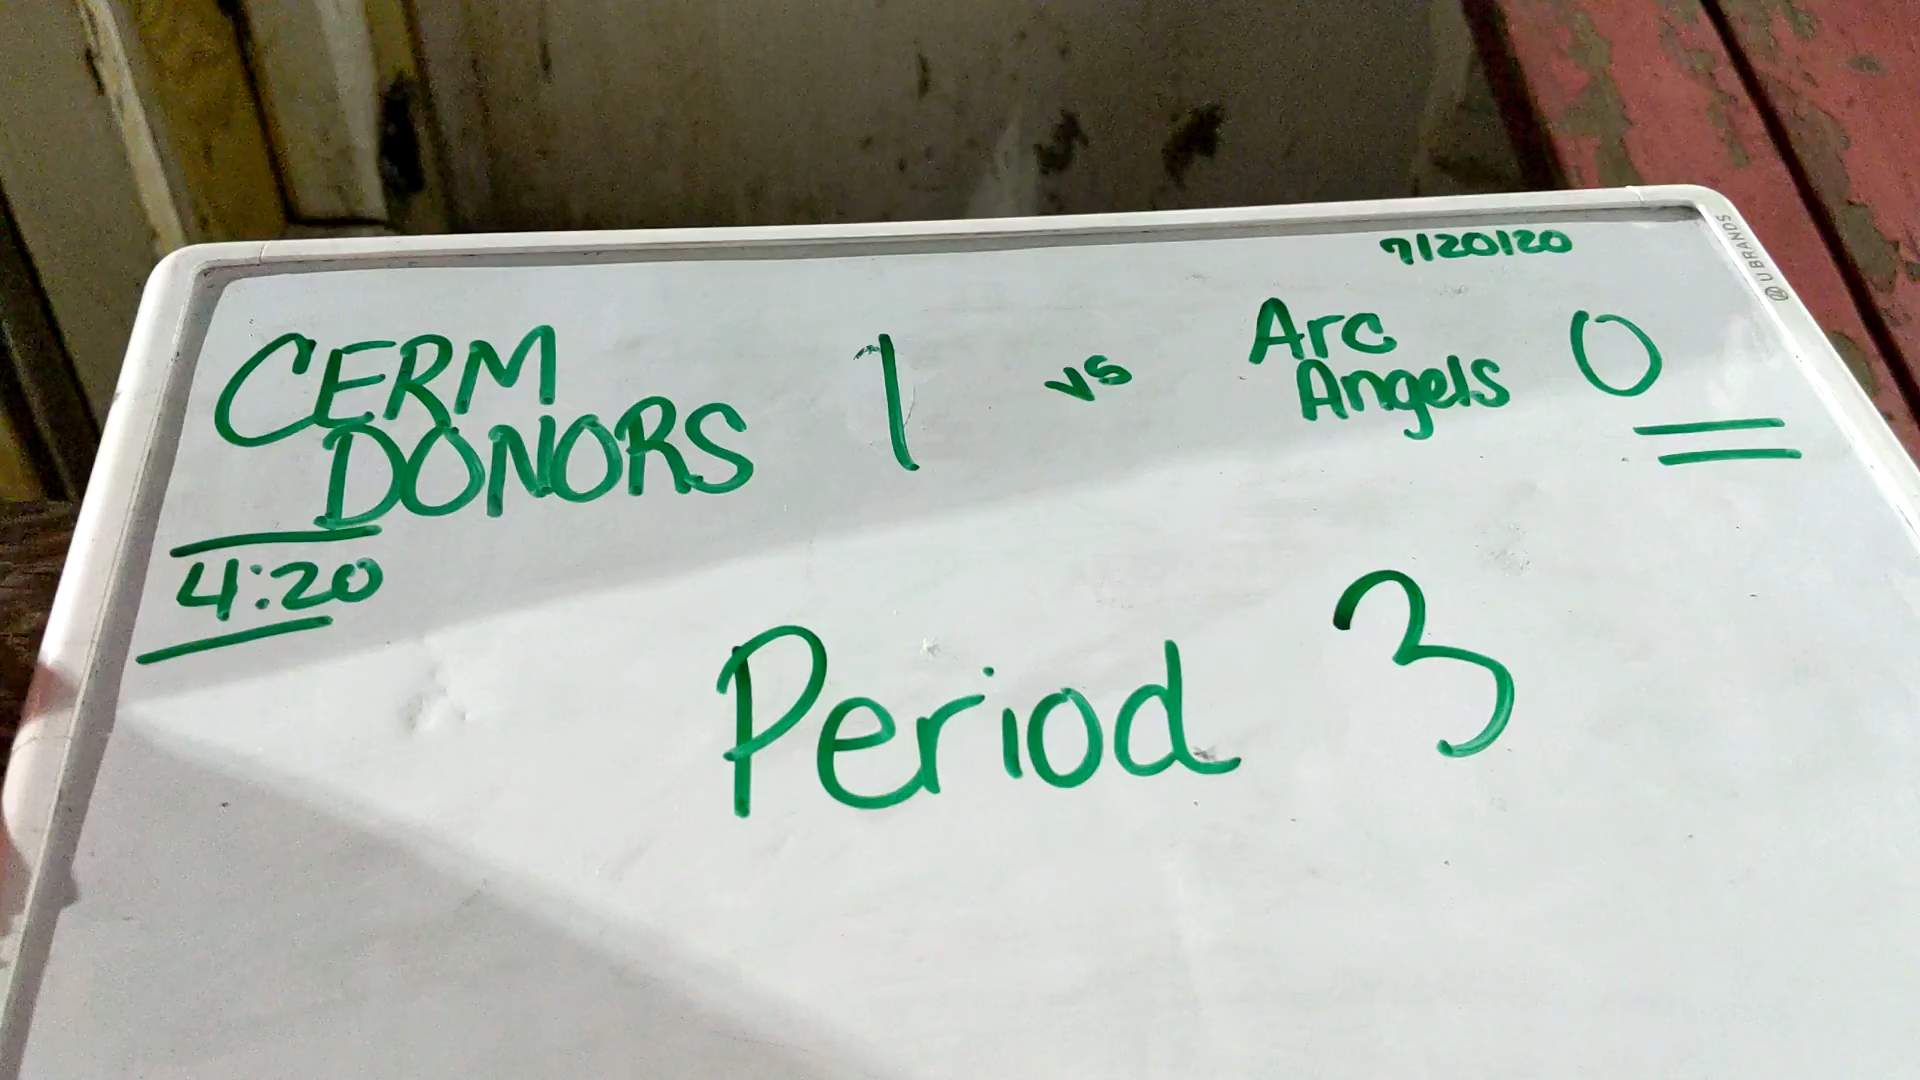 7/20/20
CERM 1 vs Arc 0
DONORS Angels
4:20
Period 3
U BRANDS